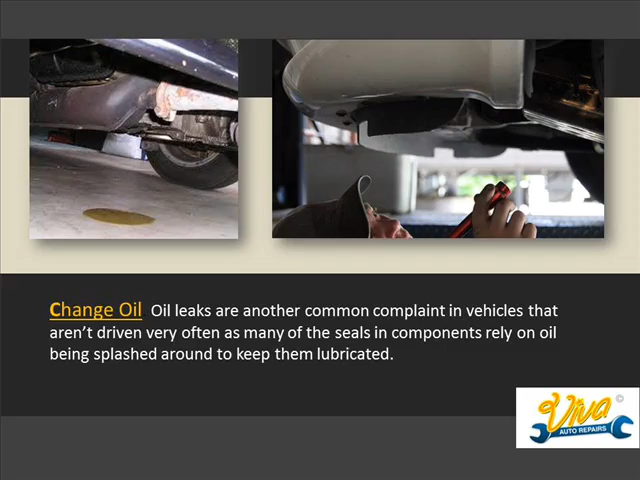 Change Oil Oil leaks are another common complaint in vehicles that
aren't driven very often as many of the seals in components rely on oil
being splashed around to keep them lubricated.
Viva ©
AUTO REPAIRS